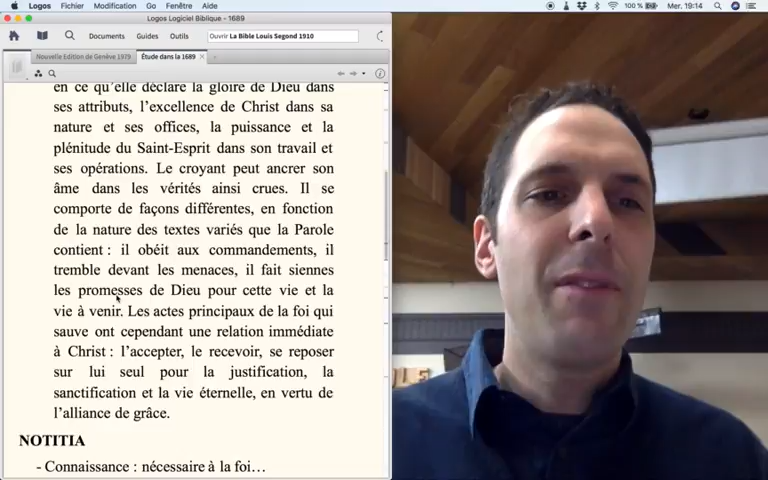 Logos Fichier Modification Go Fenêtre Aide 100 % Mer. 19:14
Logos Logiciel Biblique - 1689
Documents Guides Outils Ouvrir La Bible Louis Segond 1910
Nouvelle Edition de Genève 1979 Étude dans la 1689
en ce qu’elle déclare la gloire de Dieu dans
ses attributs, l’excellence de Christ dans sa
nature et ses offices, la puissance et la
plénitude du Saint-Esprit dans son travail et
ses opérations. Le croyant peut ancrer son
âme dans les vérités ainsi crues. Il se
comporte de façons différentes, en fonction
de la nature des textes variés que la Parole
contient : il obéit aux commandements, il
tremble devant les menaces, il fait siennes
les promesses de Dieu pour cette vie et la
vie à venir. Les actes principaux de la foi qui
sauve ont cependant une relation immédiate
à Christ : l’accepter, le recevoir, se reposer
sur lui seul pour la justification, la
sanctification et la vie éternelle, en vertu de
l’alliance de grâce.
NOTITIA
- Connaissance : nécessaire à la foi…